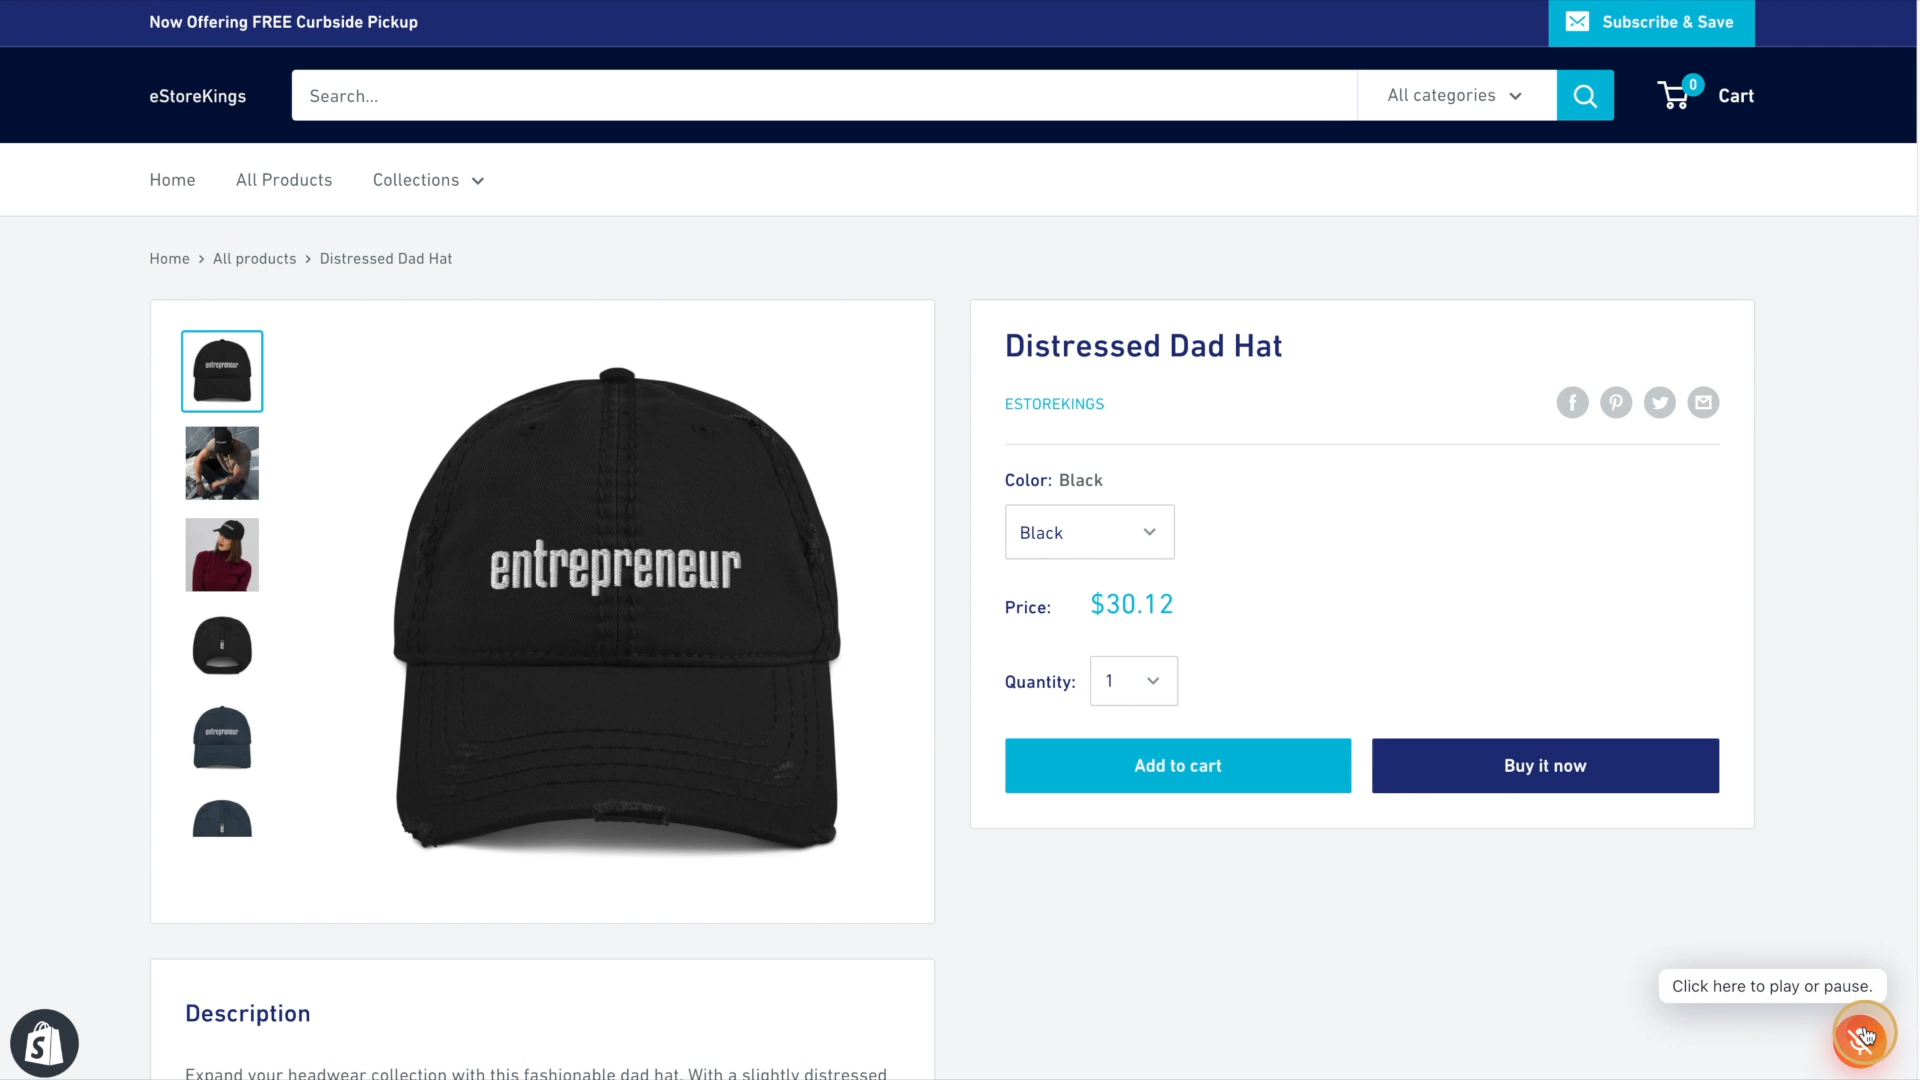 Now Offering FREE Curbside Pickup
Subscribe & Save
eStoreKings
Search...
All categories
0
Cart
Home
All Products
Collections
Home > All products > Distressed Dad Hat
entrepreneur
entrepreneur
entrepreneur
Distressed Dad Hat
ESTOREKINGS
Color: Black
Black
Price: $30.12
Quantity: 1
Add to cart
Buy it now
Click here to play or pause.
Description
Expand your headwear collection with this fashionable dad hat. With a slightly distressed